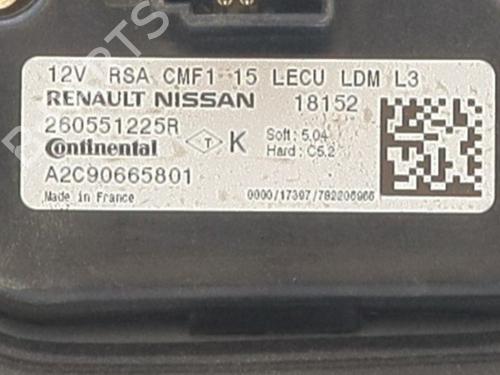 12V RSA CMF1 15 LECU LDM L3
RENAULT NISSAN 18152
260551225R
Continental T K Soft : 5.04
Hard : C5.2
A2C90665801
Made in France 0000/17397/782206966